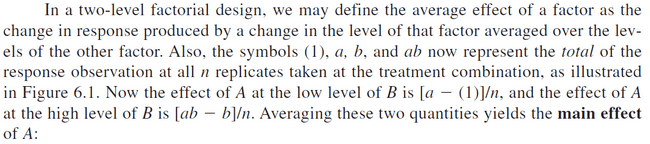 In a two-level factorial design, we may define the average effect of a factor as the
change in response produced by a change in the level of that factor averaged over the lev-
els of the other factor. Also, the symbols (1), a, b, and ab now represent the total of the
response observation at all n replicates taken at the treatment combination, as illustrated
in Figure 6.1. Now the effect of A at the low level of B is [a − (1)]/n, and the effect of A
at the high level of B is [ab − b]/n. Averaging these two quantities yields the main effect
of A: